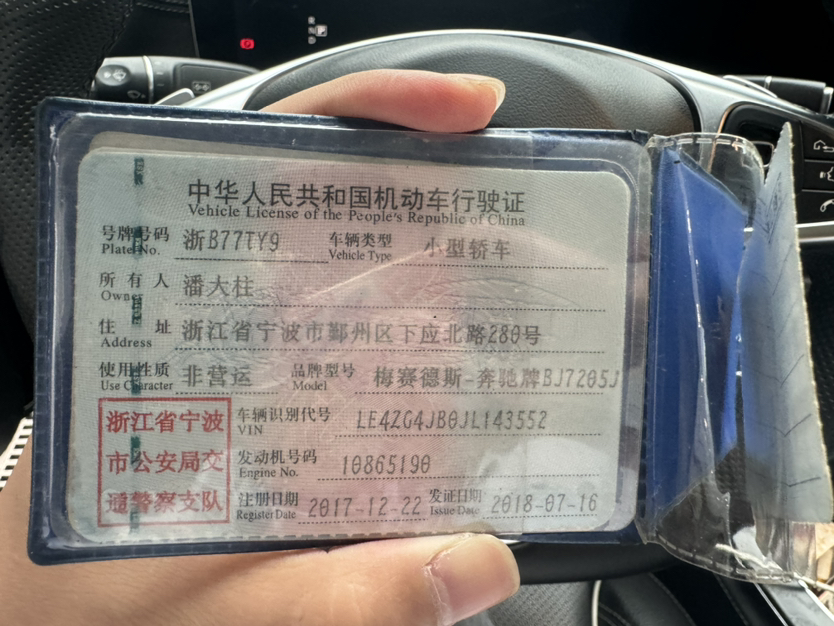 中华人民共和国机动车行驶证
Vehicle License of the People's Republic of China
号牌号码 浙B77TY9 车辆类型 小型轿车
Plate No. Vehicle Type
所有人 潘大柱
Owner
住址 浙江省宁波市鄞州区下应北路280号
Address
使用性质 非营运 品牌型号 梅赛德斯-奔驰牌BJ7205J
Use Character Model
浙江省宁波
市公安局交
通警察支队
车辆识别代号 LE4ZG4JB0JL143552
VIN
发动机号码 10865190
Engine No.
注册日期 2017-12-22 发证日期 2018-07-16
Register Date Issue Date